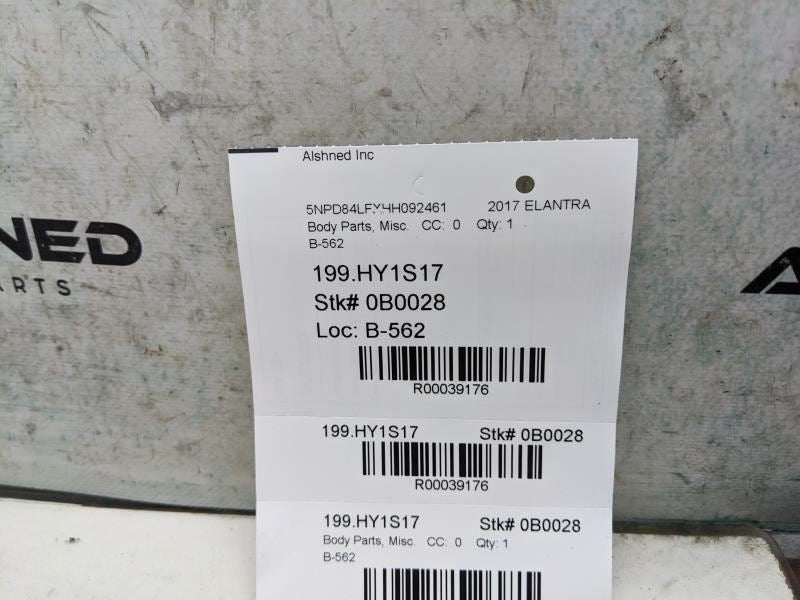 Alshned Inc
5NPD84LFXHH092461 2017 ELANTRA
Body Parts, Misc. CC: 0 Qty: 1
B-562
199.HY1S17
Stk# 0B0028
Loc: B-562
R00039176
199.HY1S17 Stk# 0B0028
R00039176
199.HY1S17 Stk# 0B0028
Body Parts, Misc. CC: 0 Qty: 1
B-562
NED
ARTS
A